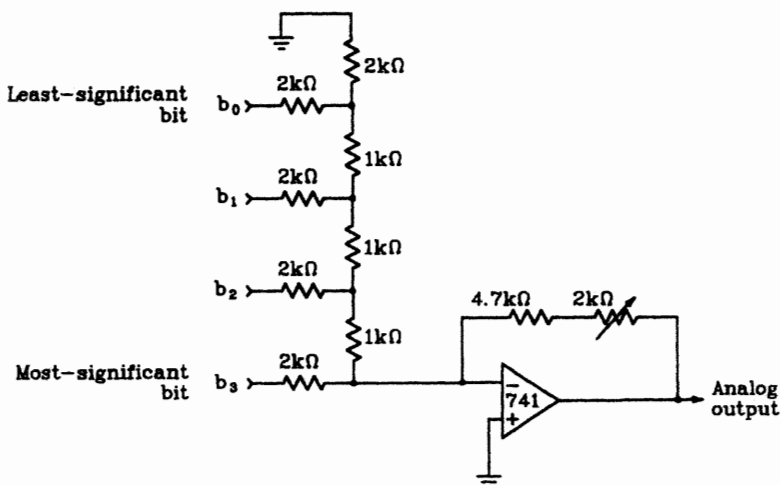 2kΩ
Least-significant
bit
b₀
2kΩ
1kΩ
b₁
2kΩ
1kΩ
b₂
2kΩ
1kΩ
Most-significant
bit
b₃
2kΩ
4.7kΩ
2kΩ
−
741
+
Analog
output